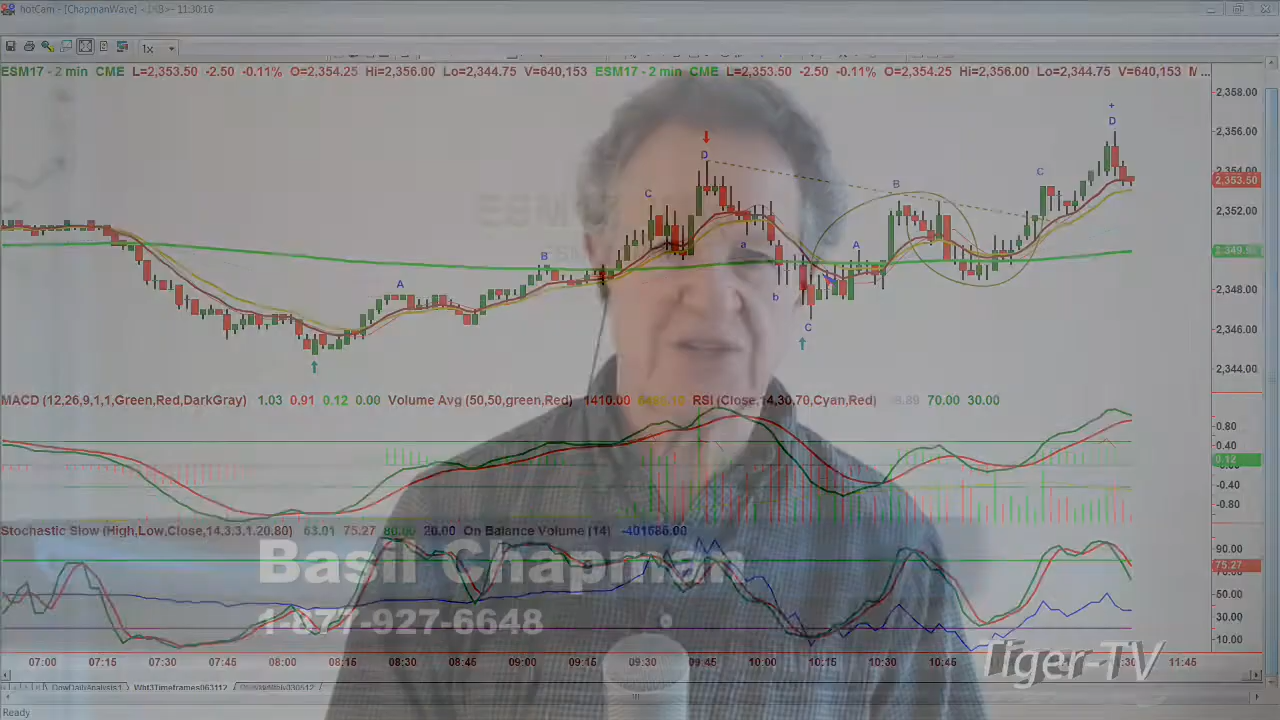 hotCam - [ChapmanWave] - 11:30:16
1x
ESM17 - 2 min CME L=2,353.50 -2.50 -0.11% O=2,354.25 Hi=2,356.00 Lo=2,344.75 V=640,153 ESM17 - 2 min CME L=2,353.50 -2.50 -0.11% O=2,354.25 Hi=2,356.00 Lo=2,344.75 V=640,153 M...
2,358.00
+
D
2,356.00
D
2,354.00
C
2,353.50
B
C
2,352.00
ESM
A
a
B
2,348.00
A
b
C
2,346.00
2,344.00
MACD (12,26,9,1,1,Green,Red,DarkGray) 1.03 0.91 0.12 0.00 Volume Avg (50,50,green,Red) 1410.00 RSI (Close,14,30,70,Cyan,Red) 70.00 30.00
0.80
0.40
0.12
-0.40
-0.80
Stochastic Slow (High,Low,Close,14,3,3,1,20,80) 63.01 75.27 80.00 20.00 On Balance Volume (14) -401686.00
90.00
75.27
50.00
30.00
10.00
Basil Chapman
1-877-927-6648
Tiger-TV
07:00 07:15 07:30 07:45 08:00 08:15 08:30 08:45 09:00 09:15 09:30 09:45 10:00 10:15 10:30 10:45 11:45
DowDailyAnalysis1 Wht3Timeframes063112
Ready